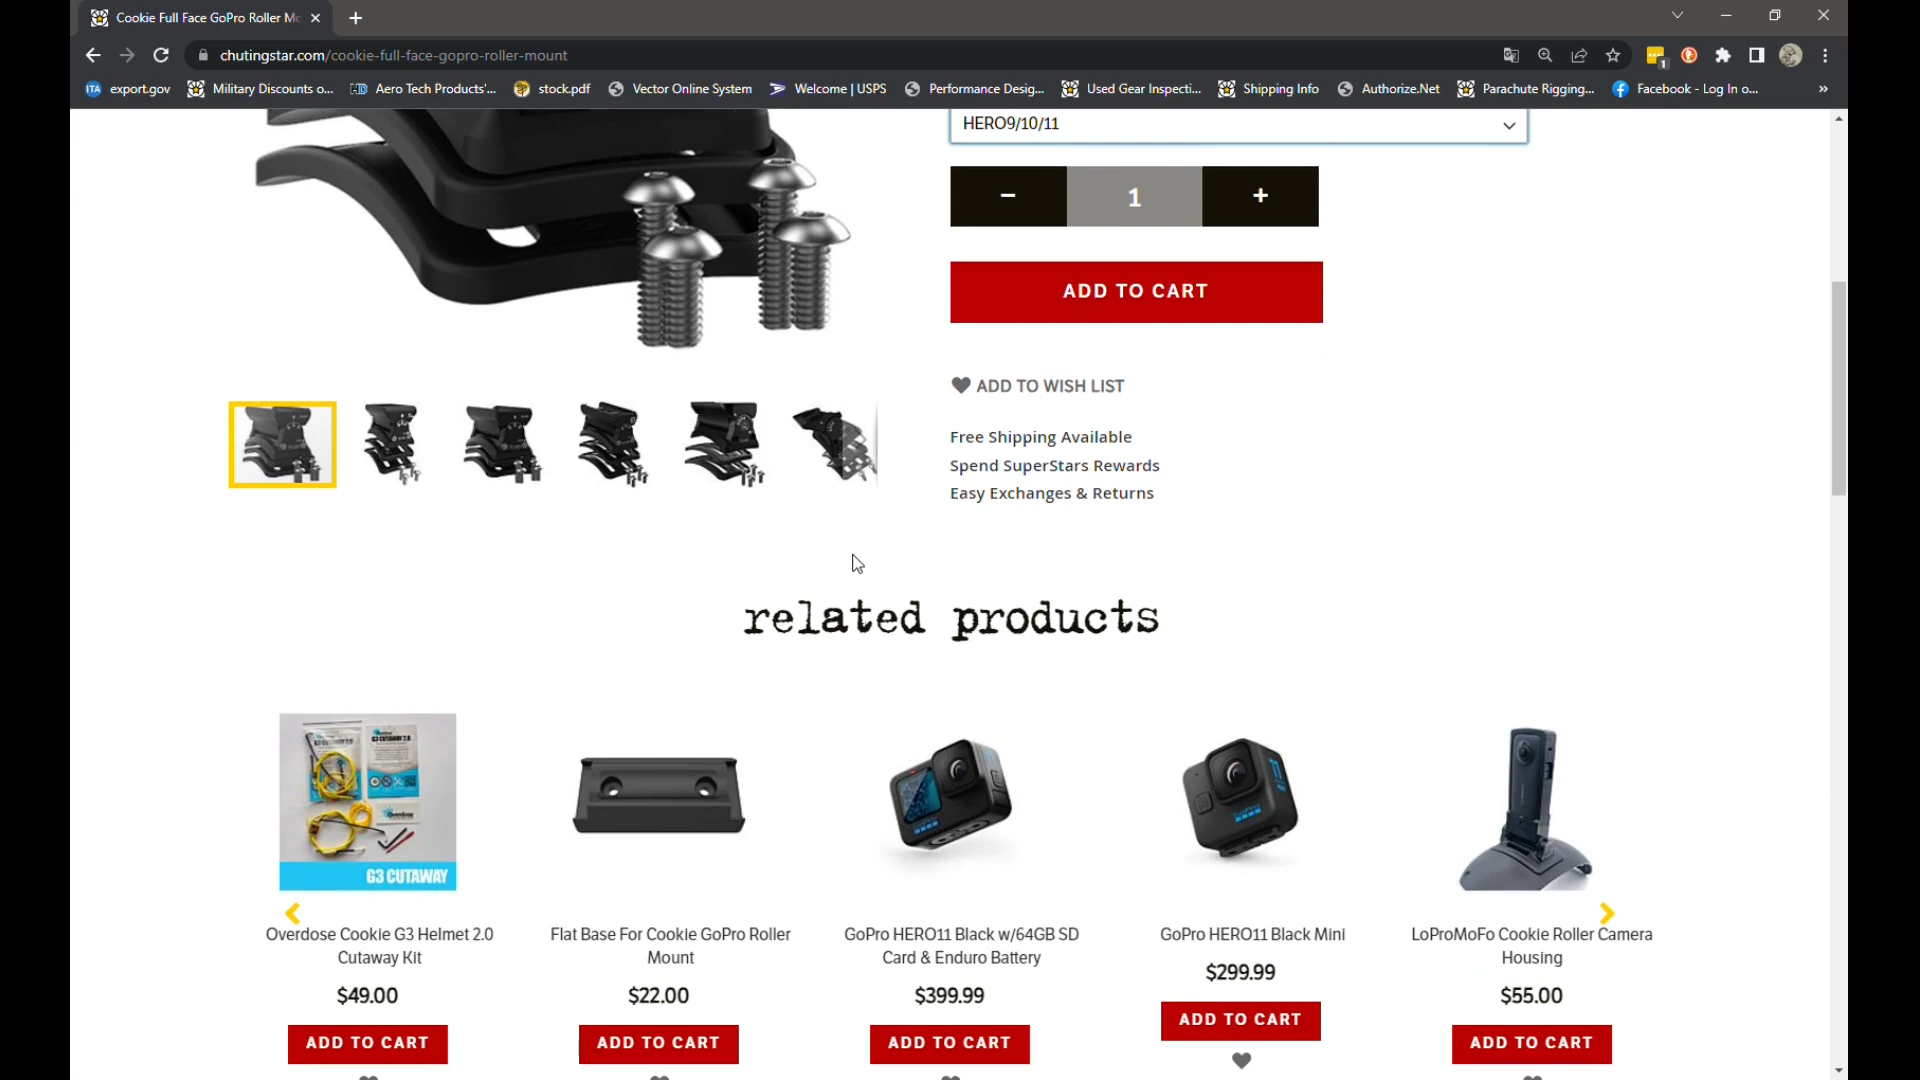 Cookie Full Face GoPro Roller Mo
chutingstar.com/cookie-full-face-gopro-roller-mount
1
ITA export.gov
Military Discounts o...
Aero Tech Products'...
stock.pdf
Vector Online System
Welcome | USPS
Performance Desig...
Used Gear Inspecti...
Shipping Info
Authorize.Net
Parachute Rigging...
Facebook - Log In o...
»
HERO9/10/11
− 1 +
ADD TO CART
ADD TO WISH LIST
Free Shipping Available
Spend SuperStars Rewards
Easy Exchanges & Returns
related products
G3 CUTAWAY
Overdose Cookie G3 Helmet 2.0
Cutaway Kit
$49.00
ADD TO CART
Flat Base For Cookie GoPro Roller
Mount
$22.00
ADD TO CART
GoPro HERO11 Black w/64GB SD
Card & Enduro Battery
$399.99
ADD TO CART
GoPro HERO11 Black Mini
$299.99
ADD TO CART
LoProMoFo Cookie Roller Camera
Housing
$55.00
ADD TO CART